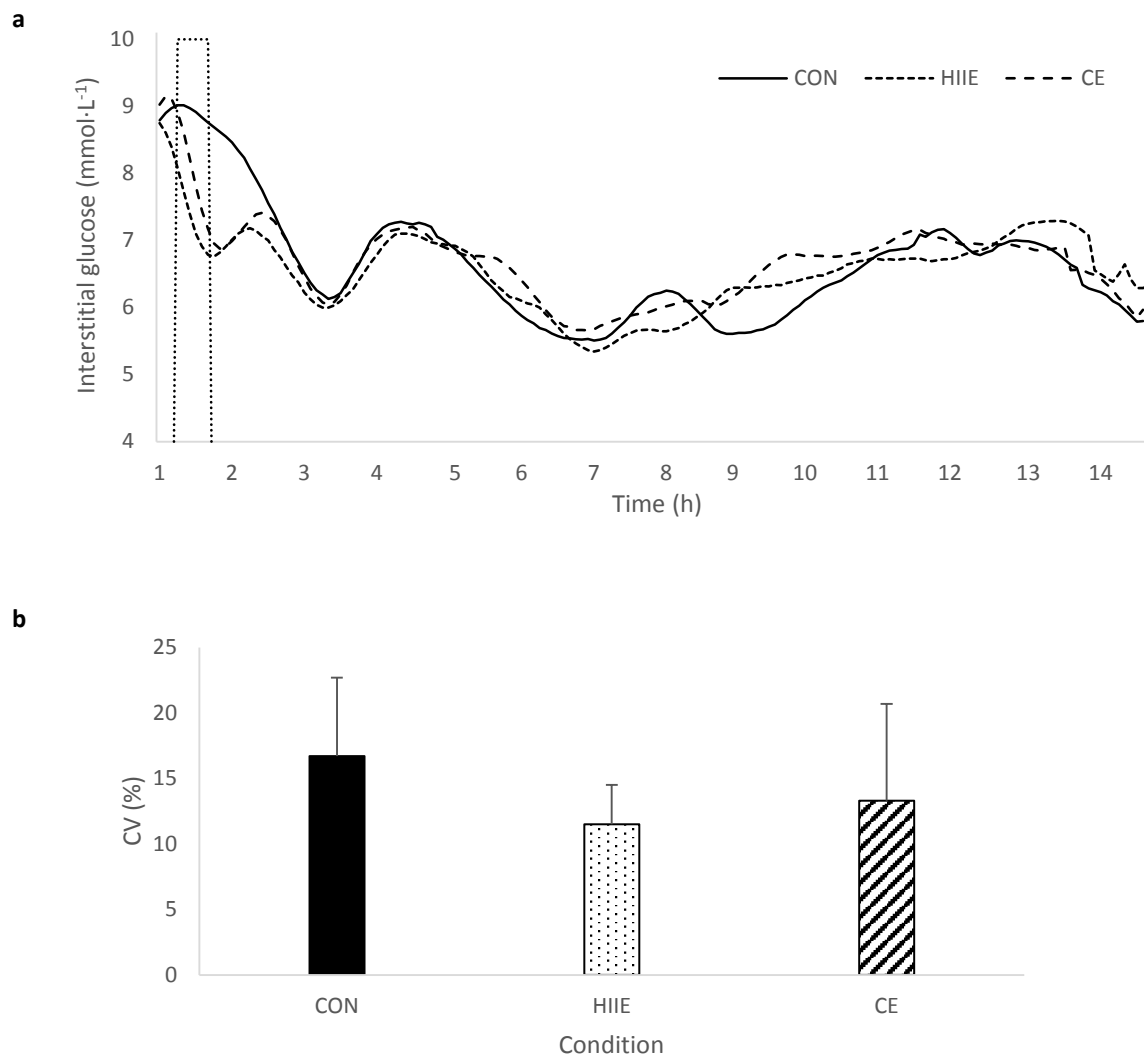 a
10
9
8
7
6
5
4
Interstitial glucose (mmol·L⁻¹)
CON HIIE CE
1 2 3 4 5 6 7 8 9 10 11 12 13 14
Time (h)
b
25
20
15
10
5
0
CV (%)
CON HIIE CE
Condition